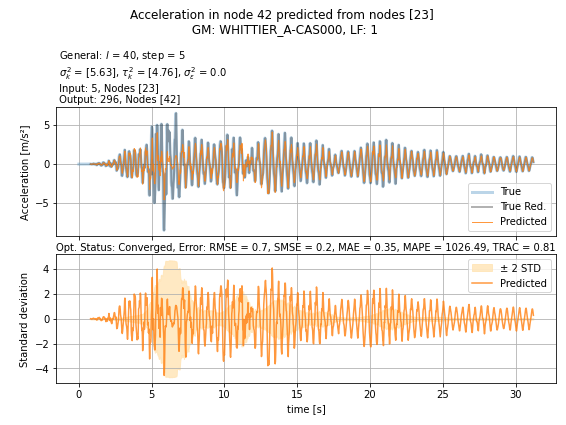 Acceleration in node 42 predicted from nodes [23]
GM: WHITTIER_A-CAS000, LF: 1
General: l = 40, step = 5
σ²ₖ = [5.63], τ²ₖ = [4.76], σ²ₜ = 0.0
Input: 5, Nodes [23]
Output: 296, Nodes [42]
Acceleration [m/s²]
5
0
−5
True
True Red.
Predicted
Opt. Status: Converged, Error: RMSE = 0.7, SMSE = 0.2, MAE = 0.35, MAPE = 1026.49, TRAC = 0.81
Standard deviation
4
2
0
−2
−4
± 2 STD
Predicted
0 5 10 15 20 25 30
time [s]